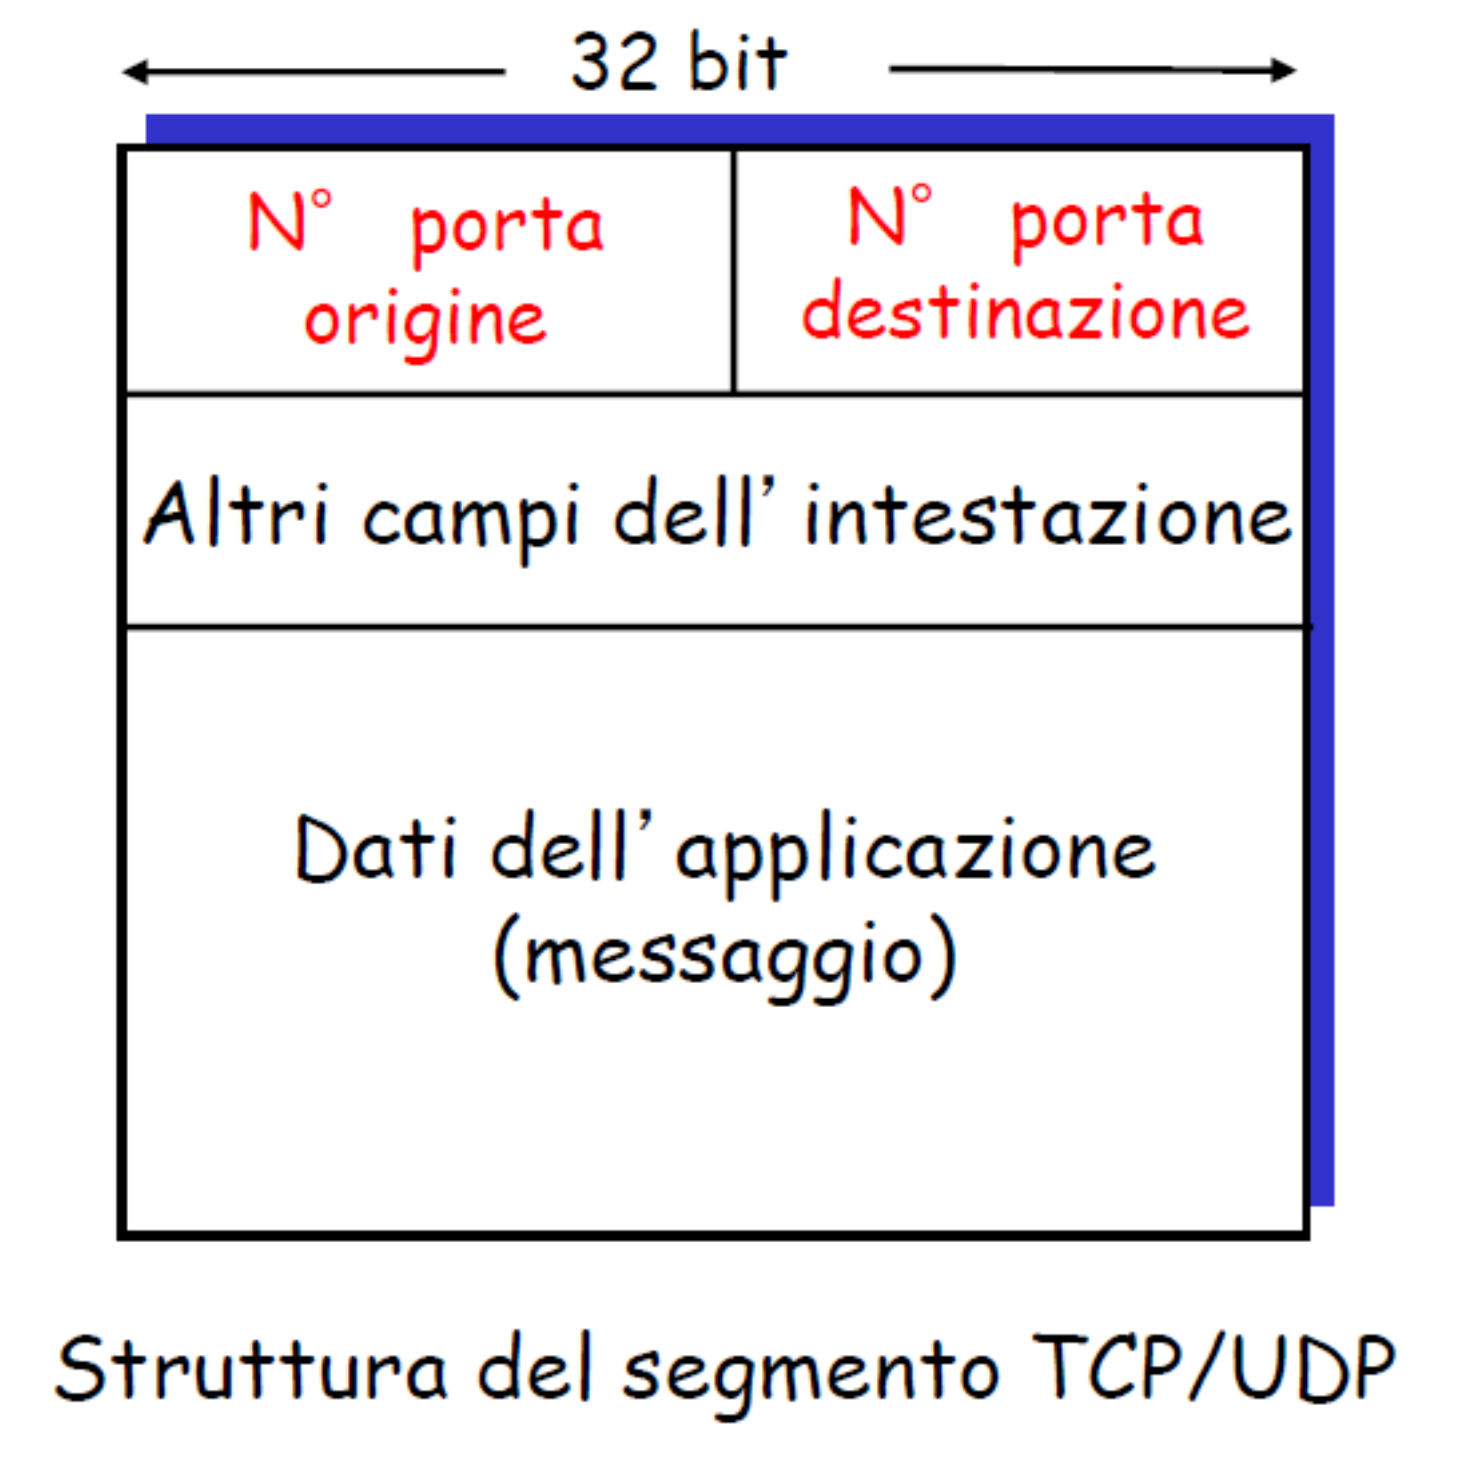 32 bit
N° porta
origine
N° porta
destinazione
Altri campi dell’intestazione
Dati dell’applicazione
(messaggio)
Struttura del segmento TCP/UDP